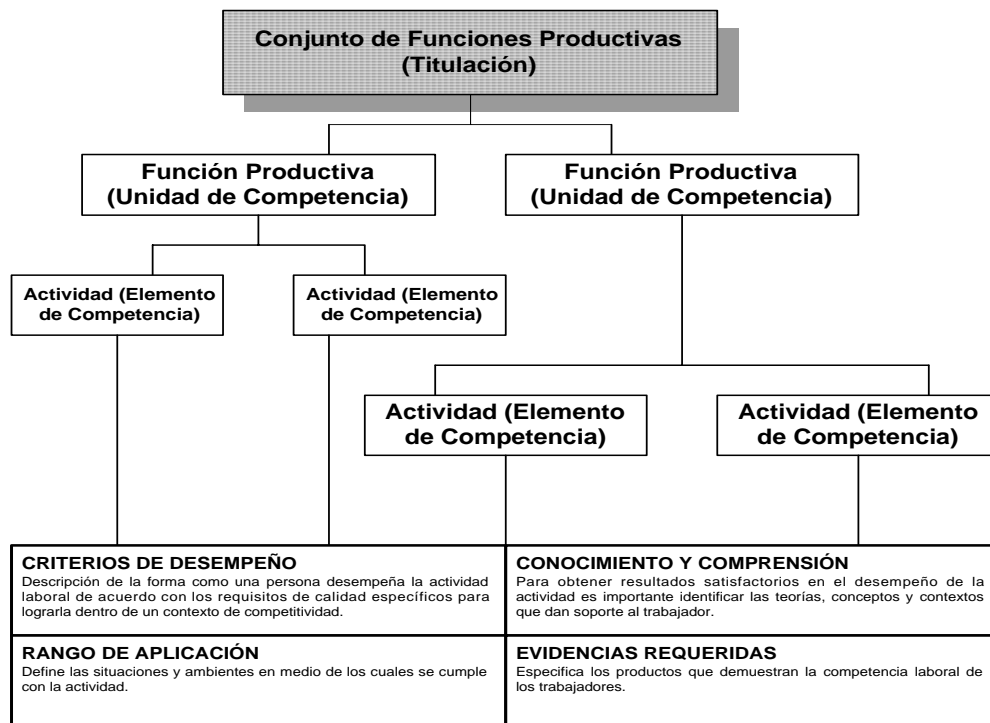 Conjunto de Funciones Productivas
(Titulación)
Función Productiva
(Unidad de Competencia)
Función Productiva
(Unidad de Competencia)
Actividad (Elemento
de Competencia)
Actividad (Elemento
de Competencia)
Actividad (Elemento
de Competencia)
Actividad (Elemento
de Competencia)
CRITERIOS DE DESEMPEÑO
Descripción de la forma como una persona desempeña la actividad
laboral de acuerdo con los requisitos de calidad específicos para
lograrla dentro de un contexto de competitividad.
CONOCIMIENTO Y COMPRENSIÓN
Para obtener resultados satisfactorios en el desempeño de la
actividad es importante identificar las teorías, conceptos y contextos
que dan soporte al trabajador.
RANGO DE APLICACIÓN
Define las situaciones y ambientes en medio de los cuales se cumple
con la actividad.
EVIDENCIAS REQUERIDAS
Especifica los productos que demuestran la competencia laboral de
los trabajadores.